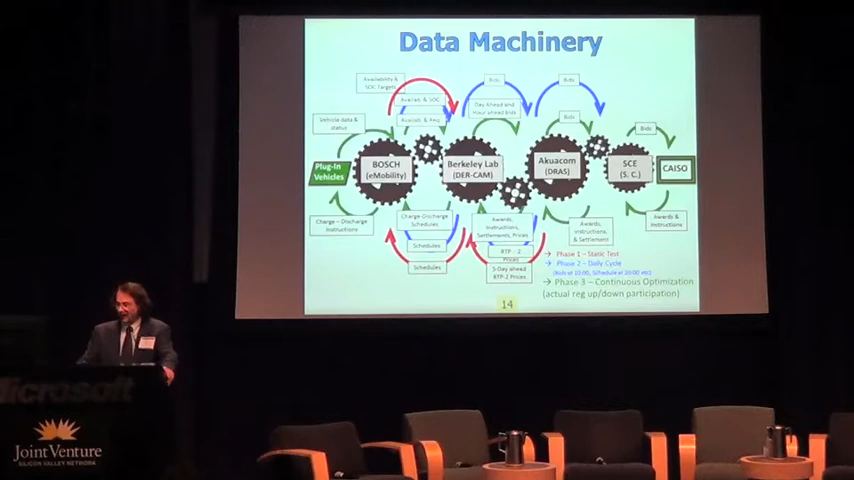 Data Machinery
Availability &
SOC Targets
Availab. & SOC
Availab. & Req.
Bids
Day Ahead and
Hour ahead bids
Bids
Bids
Bids
Vehicle data &
status
Plug-In
Vehicles
BOSCH
(eMobility)
Berkeley Lab
(DER-CAM)
Akuacom
(DRAS)
SCE
(S. C.)
CAISO
Charge – Discharge
Instructions
Charge-Discharge
Schedules
Schedules
Schedules
Awards,
Instructions,
Settlements, Prices
RTP - 2
Prices
5 Day ahead
RTP-2 Prices
Awards,
instructions,
& Settlement
Awards &
Instructions
→ Phase 1 – Static Test
→ Phase 2 – Daily Cycle
(Bids at 10:00, Schedule at 20:00 etc)
→ Phase 3 – Continuous Optimization
(actual reg up/down participation)
14
Microsoft
Joint Venture
SILICON VALLEY NETWORK